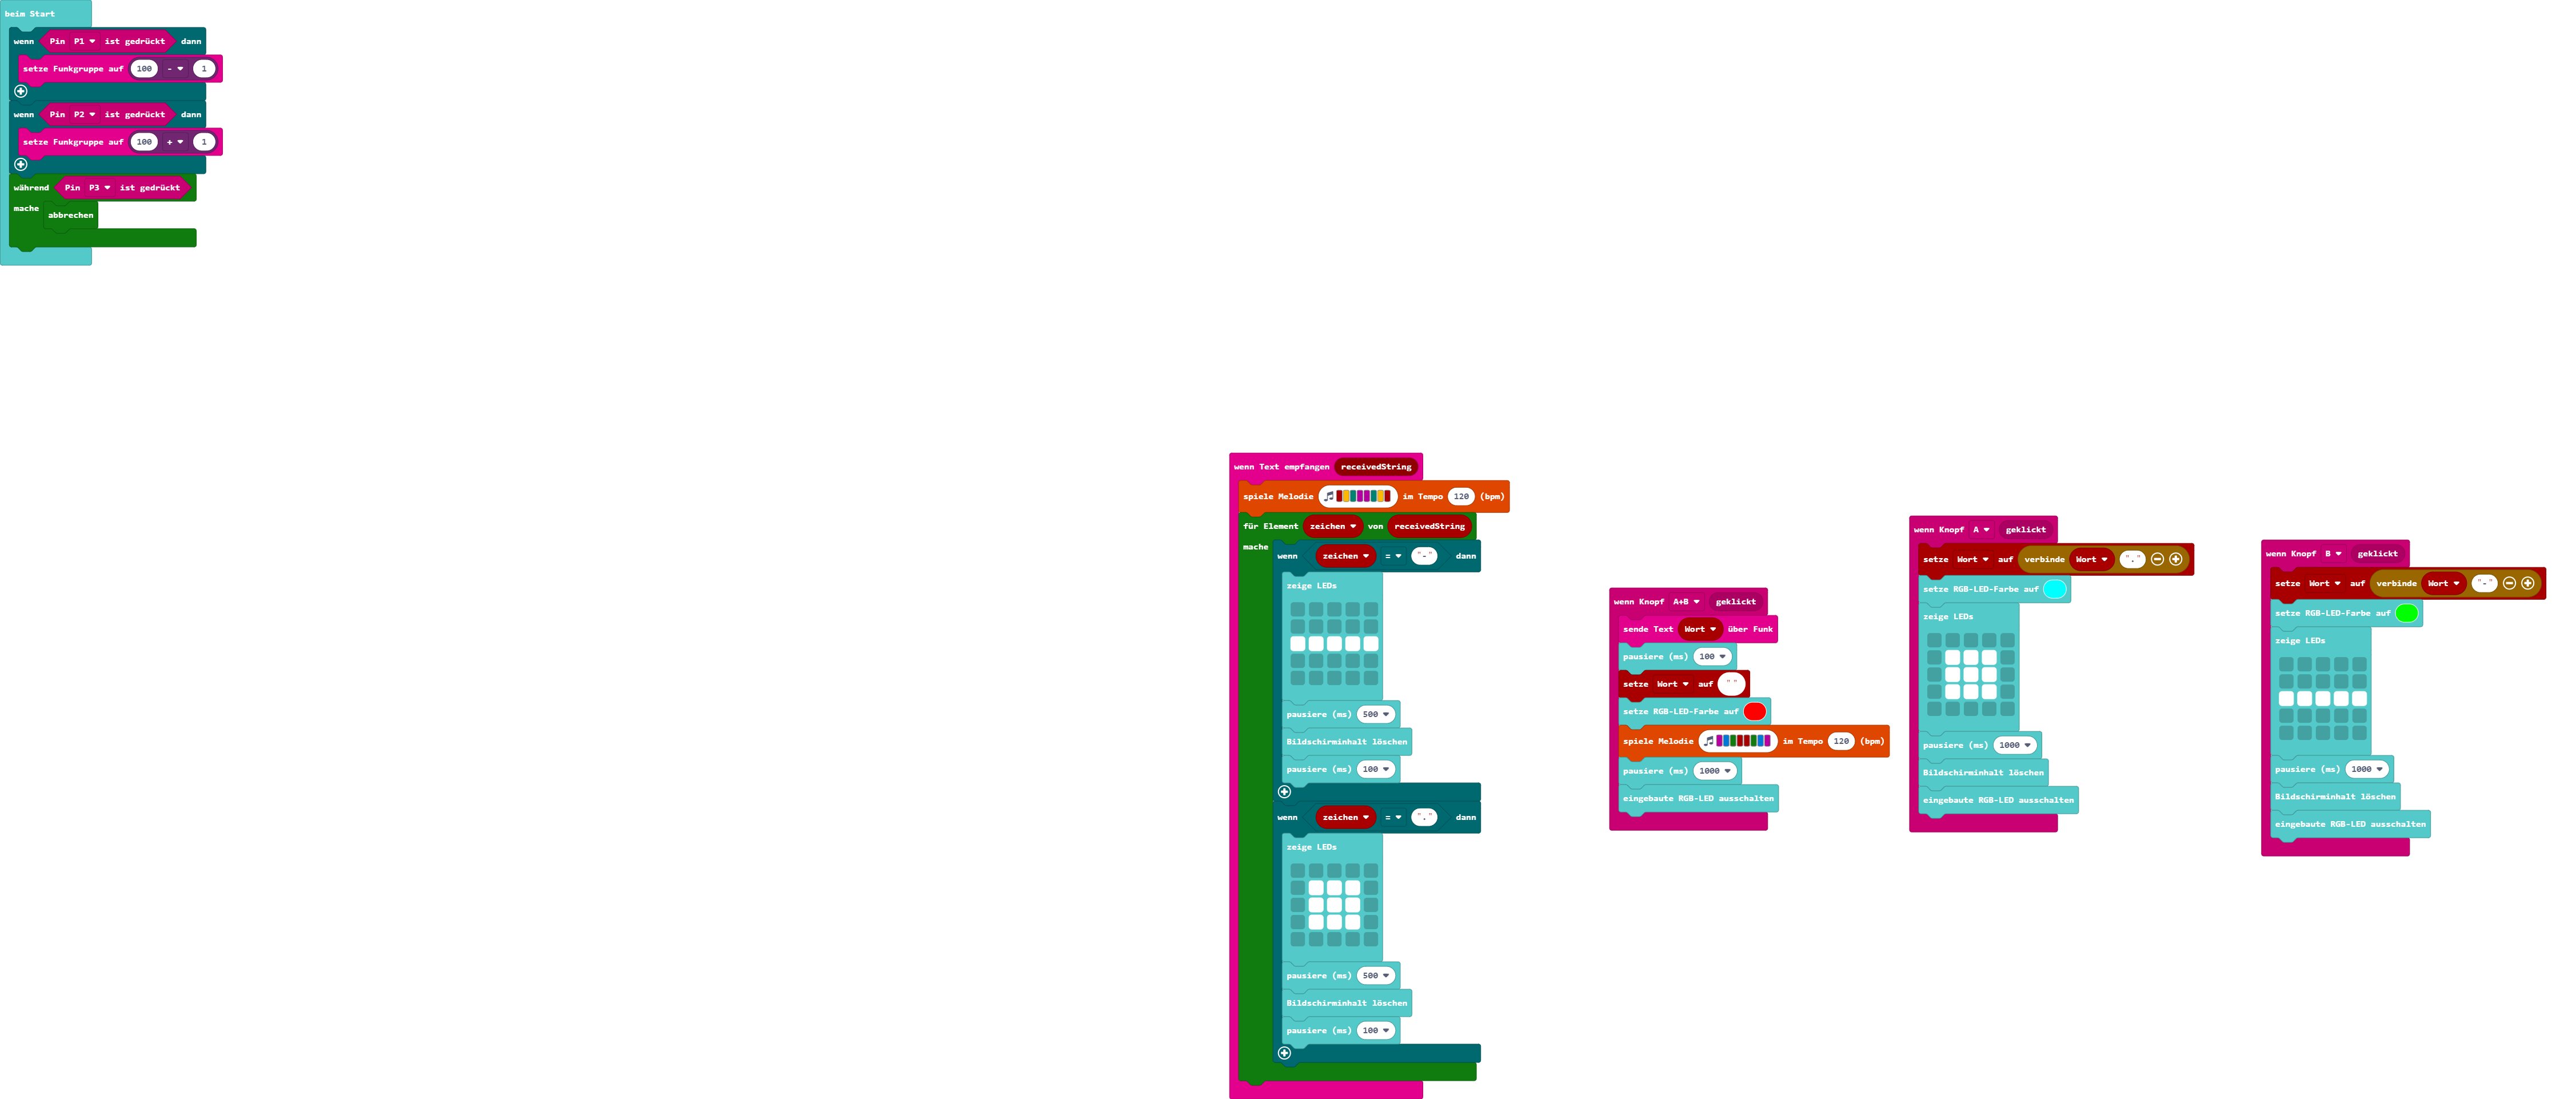 beim Start
wenn Pin P1 ist gedrückt dann
setze Funkgruppe auf 100 - 1
wenn Pin P2 ist gedrückt dann
setze Funkgruppe auf 100 + 1
während Pin P3 ist gedrückt
mache abbrechen
wenn Text empfangen receivedString
spiele Melodie im Tempo 120 (bpm)
für Element zeichen von receivedString
mache
wenn zeichen = "-" dann
zeige LEDs
pausiere (ms) 500
Bildschirminhalt löschen
pausiere (ms) 100
wenn zeichen = "." dann
zeige LEDs
pausiere (ms) 500
Bildschirminhalt löschen
pausiere (ms) 100
wenn Knopf A+B geklickt
sende Text Wort über Funk
pausiere (ms) 100
setze Wort auf ""
setze RGB-LED-Farbe auf
spiele Melodie im Tempo 120 (bpm)
pausiere (ms) 1000
eingebaute RGB-LED ausschalten
wenn Knopf A geklickt
setze Wort auf verbinde Wort "."
setze RGB-LED-Farbe auf
zeige LEDs
pausiere (ms) 1000
Bildschirminhalt löschen
eingebaute RGB-LED ausschalten
wenn Knopf B geklickt
setze Wort auf verbinde Wort "-"
setze RGB-LED-Farbe auf
zeige LEDs
pausiere (ms) 1000
Bildschirminhalt löschen
eingebaute RGB-LED ausschalten